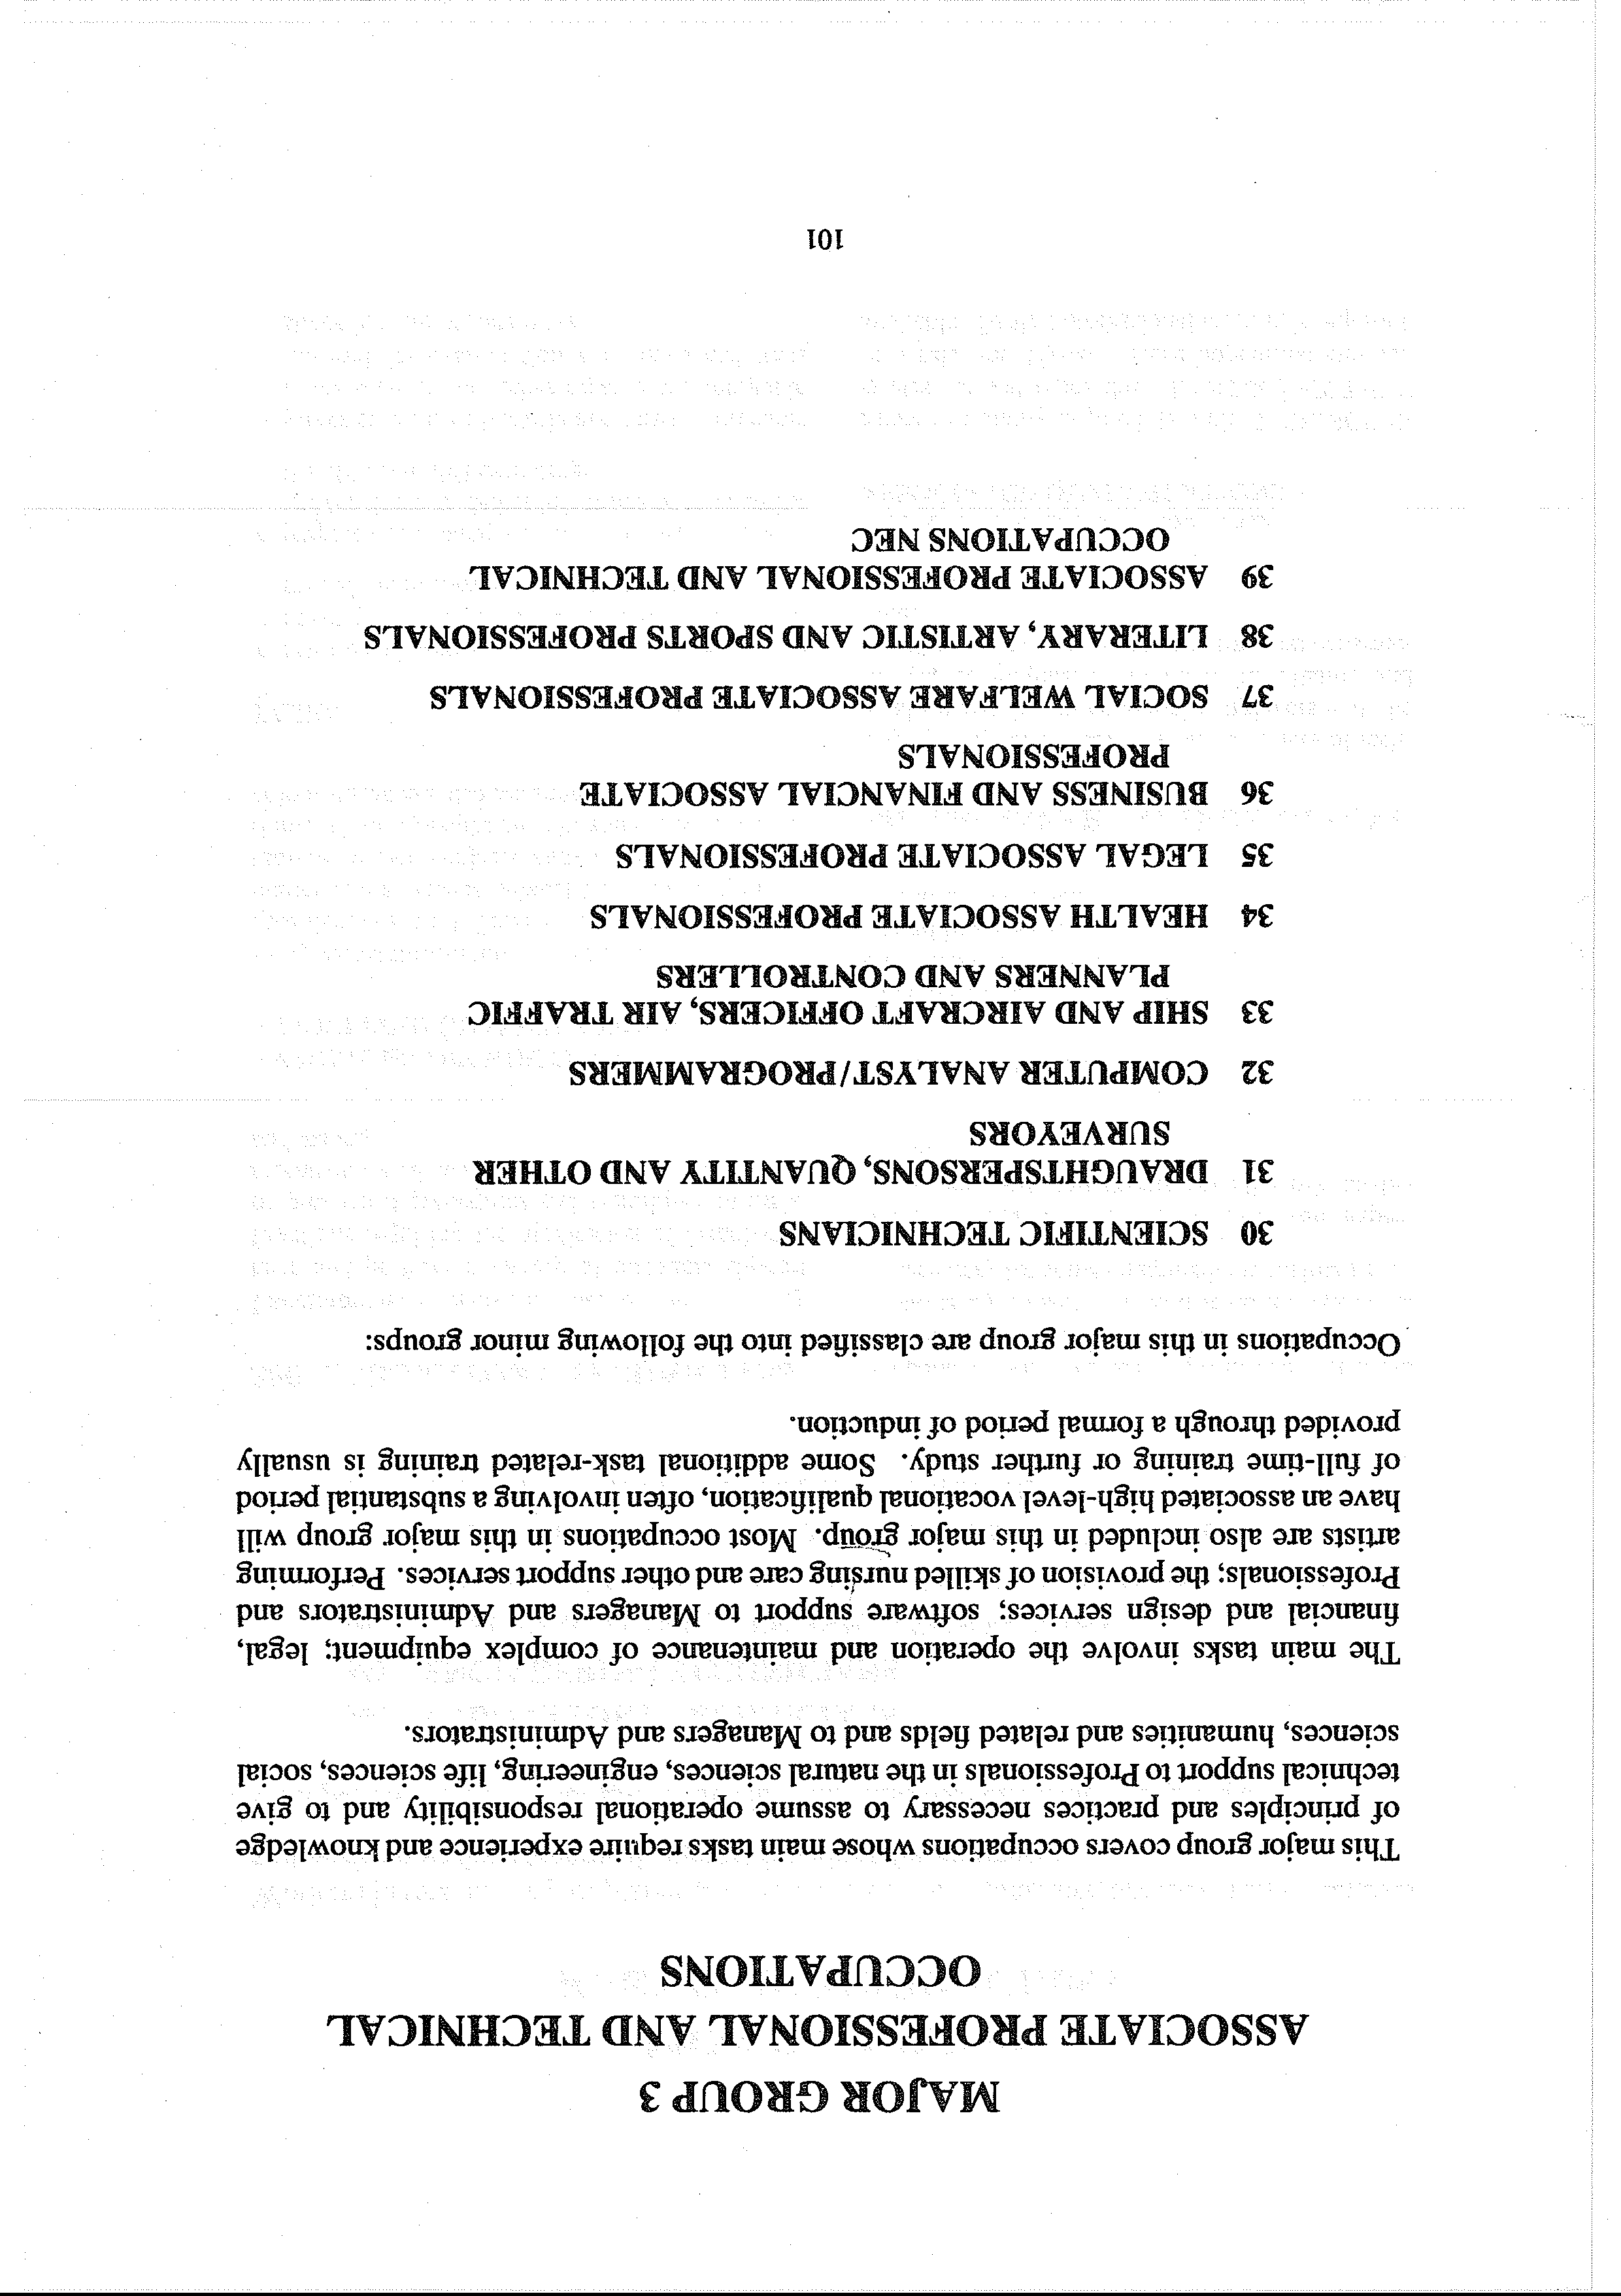 MAJOR GROUP 3
ASSOCIATE PROFESSIONAL AND TECHNICAL
OCCUPATIONS
This major group covers occupations whose main tasks require experience and knowledge
of principles and practices necessary to assume operational responsibility and to give
technical support to Professionals in the natural sciences, engineering, life sciences, social
sciences, humanities and related fields and to Managers and Administrators.
The main tasks involve the operation and maintenance of complex equipment; legal,
financial and design services; software support to Managers and Administrators and
Professionals; the provision of skilled nursing care and other support services. Performing
artists are also included in this major group. Most occupations in this major group will
have an associated high-level vocational qualification, often involving a substantial period
of full-time training or further study. Some additional task-related training is usually
provided through a formal period of induction.
Occupations in this major group are classified into the following minor groups:
30 SCIENTIFIC TECHNICIANS
31 DRAUGHTSPERSONS, QUANTITY AND OTHER
SURVEYORS
32 COMPUTER ANALYST/PROGRAMMERS
33 SHIP AND AIRCRAFT OFFICERS, AIR TRAFFIC
PLANNERS AND CONTROLLERS
34 HEALTH ASSOCIATE PROFESSIONALS
35 LEGAL ASSOCIATE PROFESSIONALS
36 BUSINESS AND FINANCIAL ASSOCIATE
PROFESSIONALS
37 SOCIAL WELFARE ASSOCIATE PROFESSIONALS
38 LITERARY, ARTISTIC AND SPORTS PROFESSIONALS
39 ASSOCIATE PROFESSIONAL AND TECHNICAL
OCCUPATIONS NEC
101